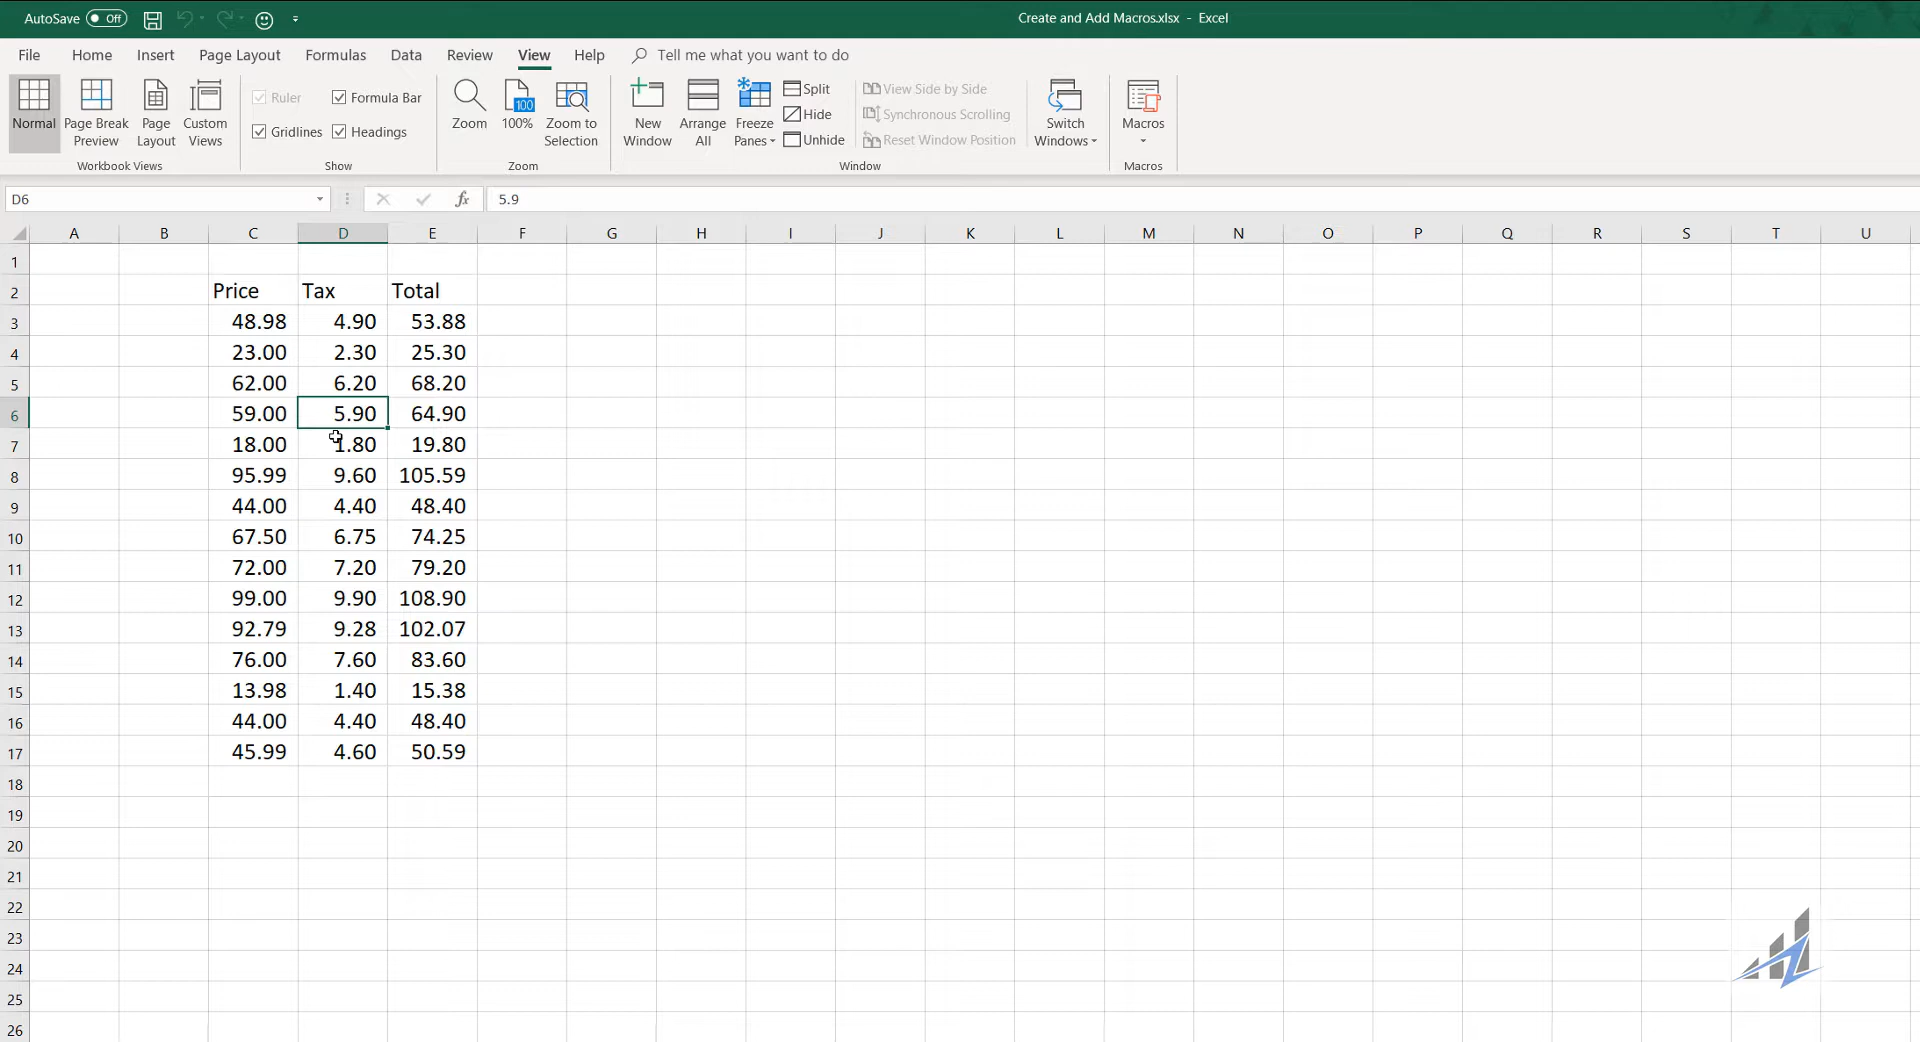 AutoSave Off Create and Add Macros.xlsx - Excel
File Home Insert Page Layout Formulas Data Review View Help Tell me what you want to do
Normal
Page Break
Preview
Page
Layout
Custom
Views
Workbook Views
Ruler
Formula Bar
Gridlines
Headings
Show
Zoom
100
100%
Zoom to
Selection
Zoom
New
Window
Arrange
All
Freeze
Panes
Split
Hide
Unhide
View Side by Side
Synchronous Scrolling
Reset Window Position
Switch
Windows
Window
Macros
Macros
D6 fx 5.9
A B C D E F G H I J K L M N O P Q R S T U
1
2 Price Tax Total
3 48.98 4.90 53.88
4 23.00 2.30 25.30
5 62.00 6.20 68.20
6 59.00 5.90 64.90
7 18.00 1.80 19.80
8 95.99 9.60 105.59
9 44.00 4.40 48.40
10 67.50 6.75 74.25
11 72.00 7.20 79.20
12 99.00 9.90 108.90
13 92.79 9.28 102.07
14 76.00 7.60 83.60
15 13.98 1.40 15.38
16 44.00 4.40 48.40
17 45.99 4.60 50.59
18
19
20
21
22
23
24
25
26